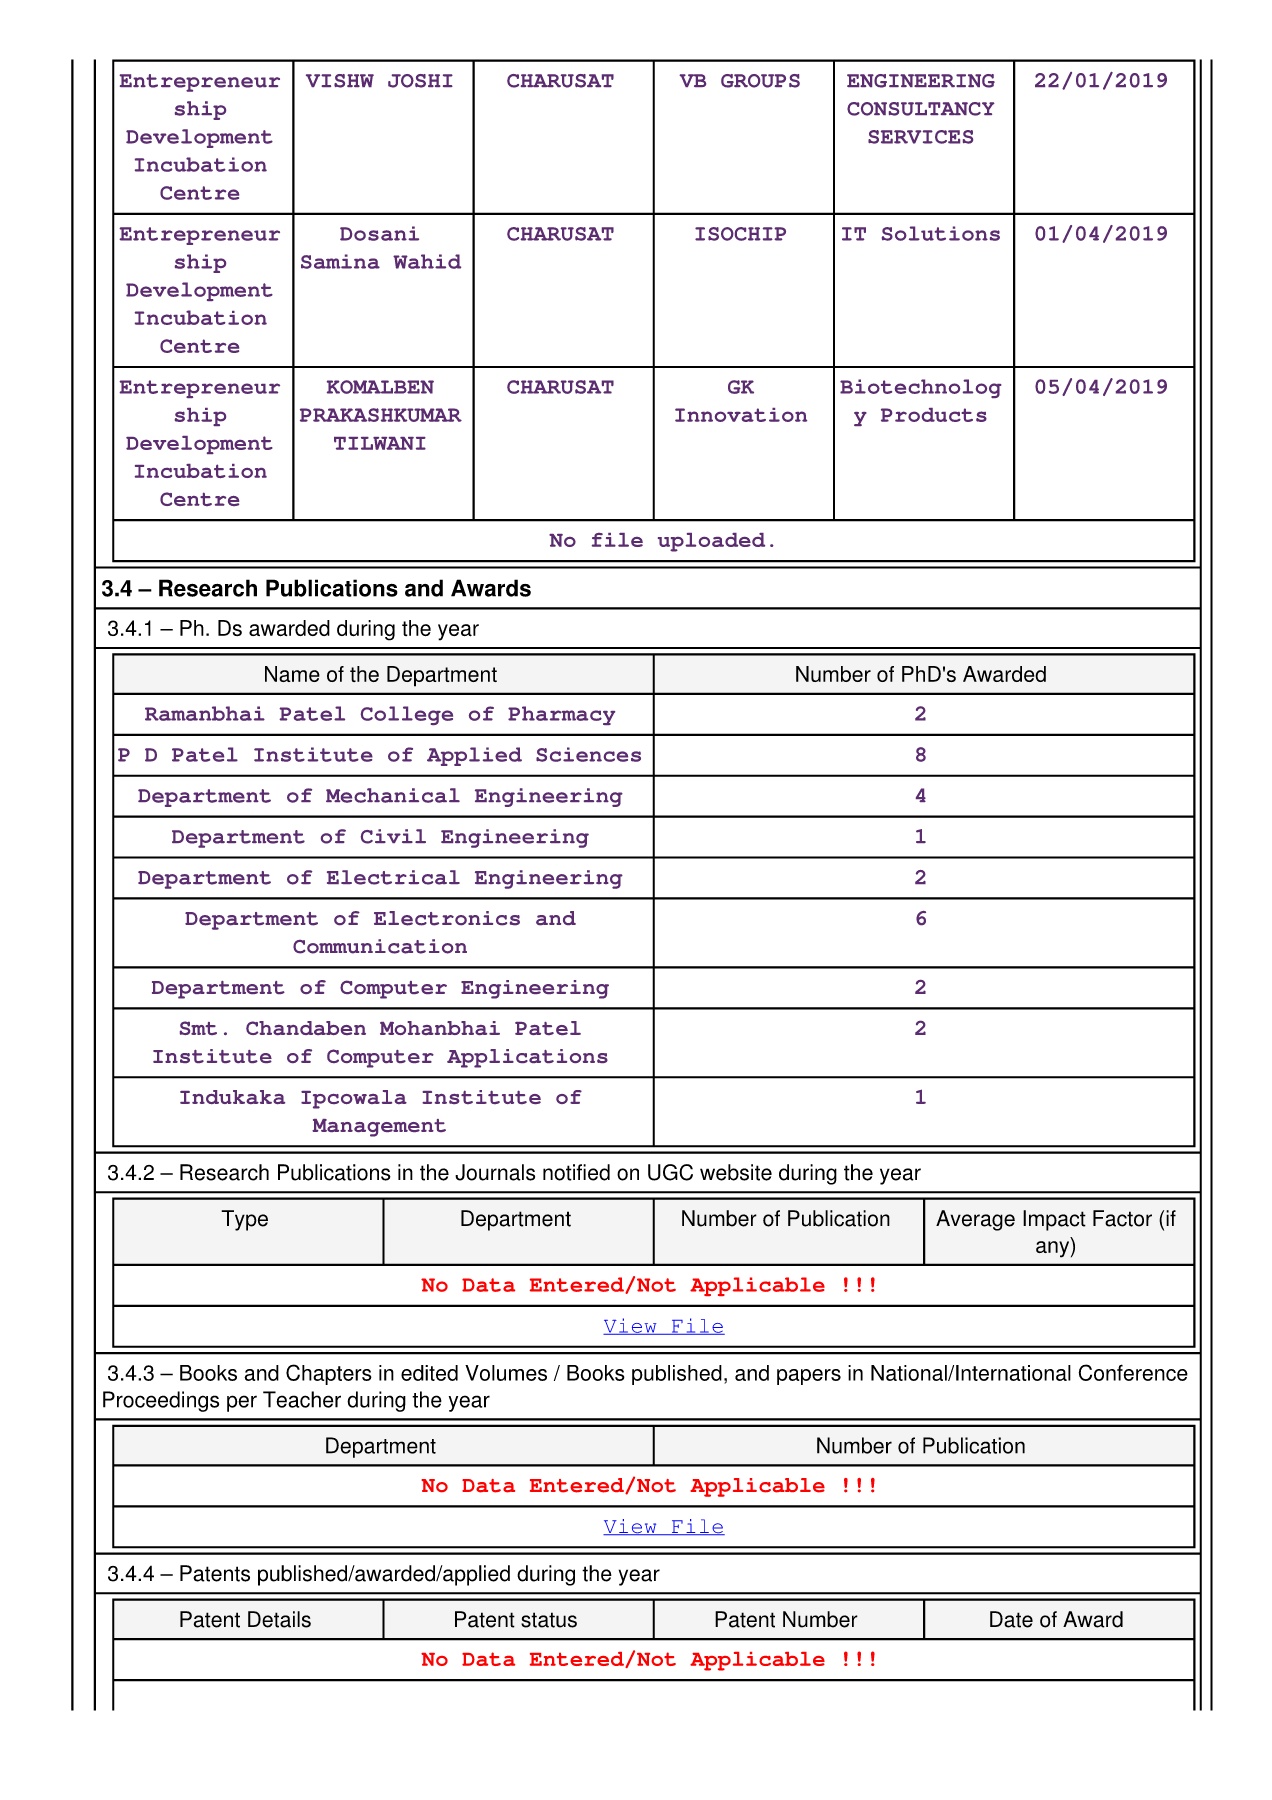 Entrepreneur VISHW JOSHI CHARUSAT VB GROUPS ENGINEERING 22/01/2019
ship CONSULTANCY
Development SERVICES
Incubation
Centre
Entrepreneur Dosani CHARUSAT ISOCHIP IT Solutions 01/04/2019
ship Samina Wahid
Development
Incubation
Centre
Entrepreneur KOMALBEN CHARUSAT GK Biotechnolog 05/04/2019
ship PRAKASHKUMAR Innovation y Products
Development TILWANI
Incubation
Centre
No file uploaded.
3.4 – Research Publications and Awards
3.4.1 – Ph. Ds awarded during the year
Name of the Department Number of PhD's Awarded
Ramanbhai Patel College of Pharmacy 2
P D Patel Institute of Applied Sciences 8
Department of Mechanical Engineering 4
Department of Civil Engineering 1
Department of Electrical Engineering 2
Department of Electronics and 6
Communication
Department of Computer Engineering 2
Smt. Chandaben Mohanbhai Patel 2
Institute of Computer Applications
Indukaka Ipcowala Institute of 1
Management
3.4.2 – Research Publications in the Journals notified on UGC website during the year
Type Department Number of Publication Average Impact Factor (if
any)
No Data Entered/Not Applicable !!!
View File
3.4.3 – Books and Chapters in edited Volumes / Books published, and papers in National/International Conference
Proceedings per Teacher during the year
Department Number of Publication
No Data Entered/Not Applicable !!!
View File
3.4.4 – Patents published/awarded/applied during the year
Patent Details Patent status Patent Number Date of Award
No Data Entered/Not Applicable !!!